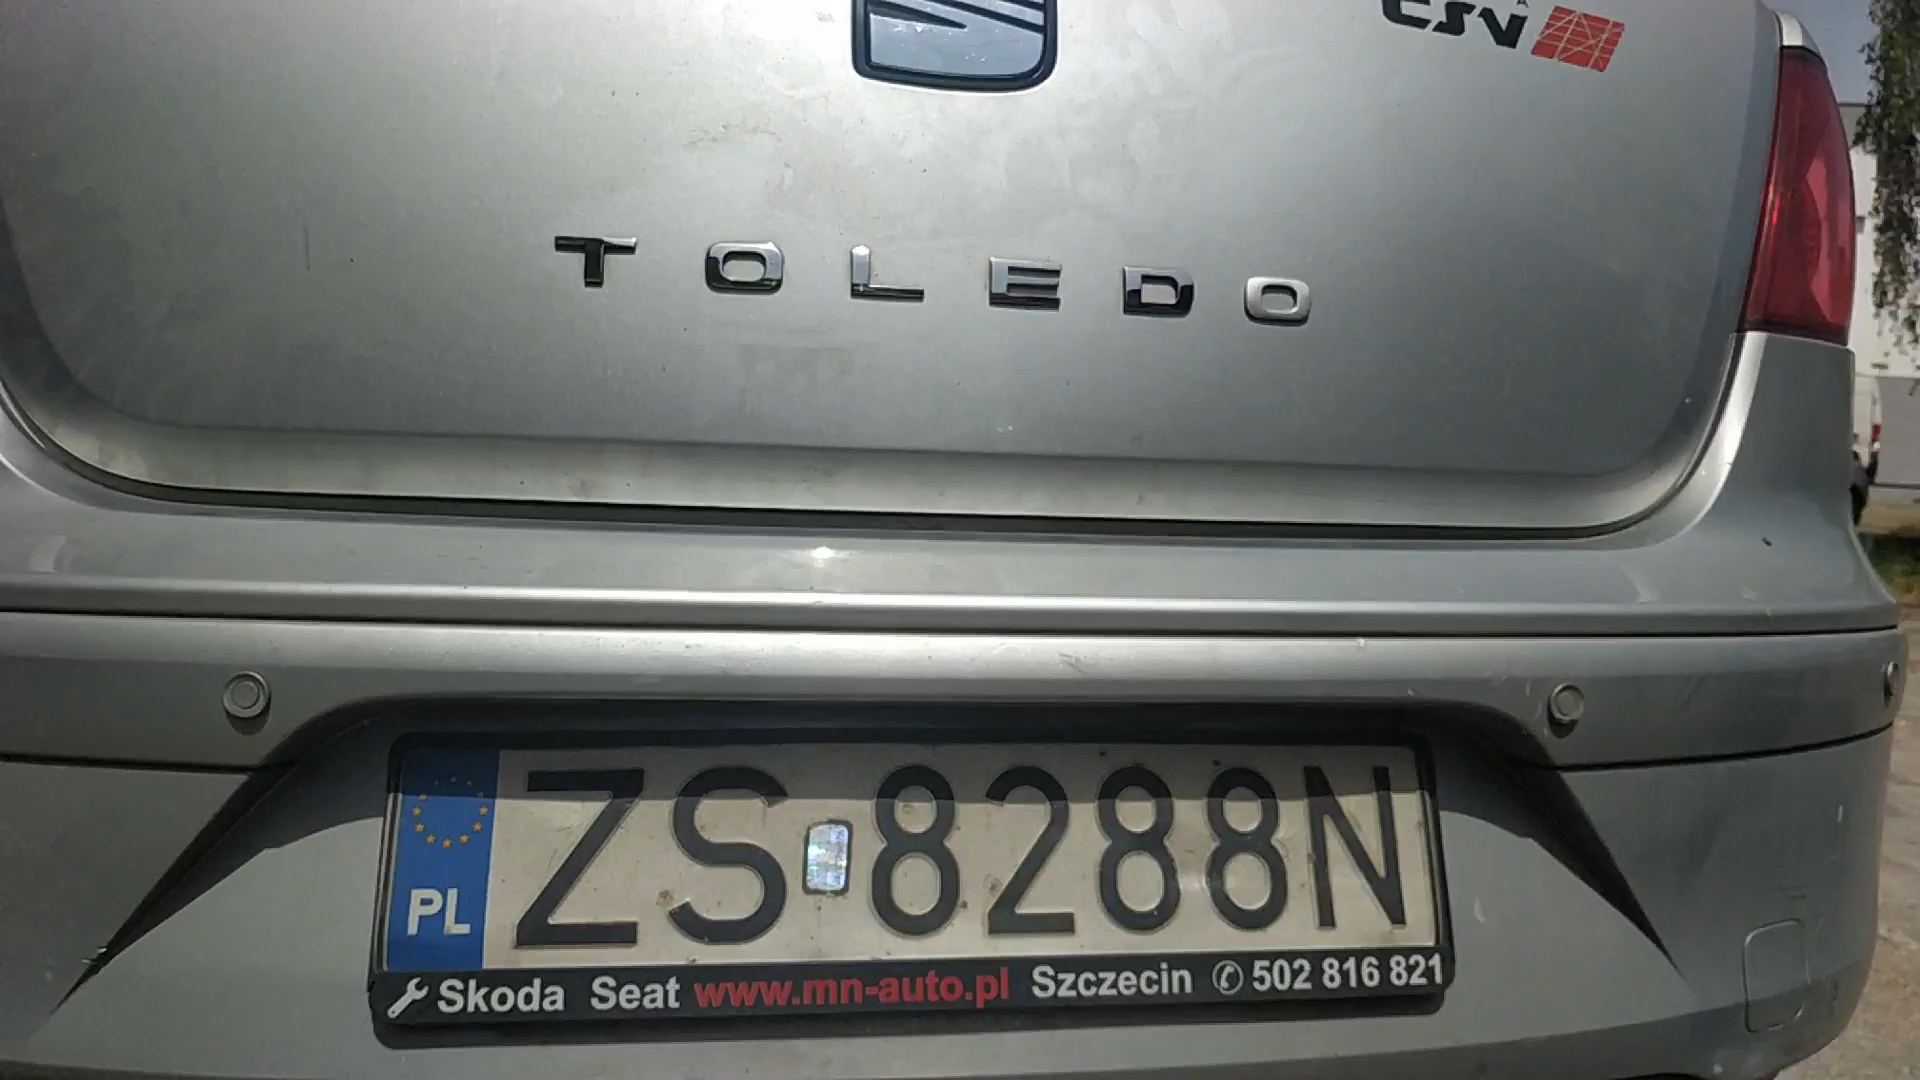 CSV
TOLEDO
PL ZS 8288N
Skoda Seat www.mn-auto.pl Szczecin ✆ 502 816 821